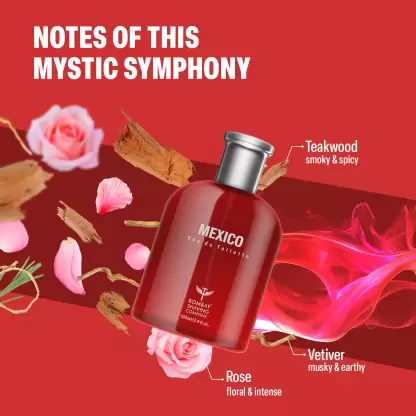 NOTES OF THIS
MYSTIC SYMPHONY
Teakwood
smoky & spicy
MEXICO
Eau de Toilette
BOMBAY
SHAVING
COMPANY
Vetiver
musky & earthy
Rose
floral & intense